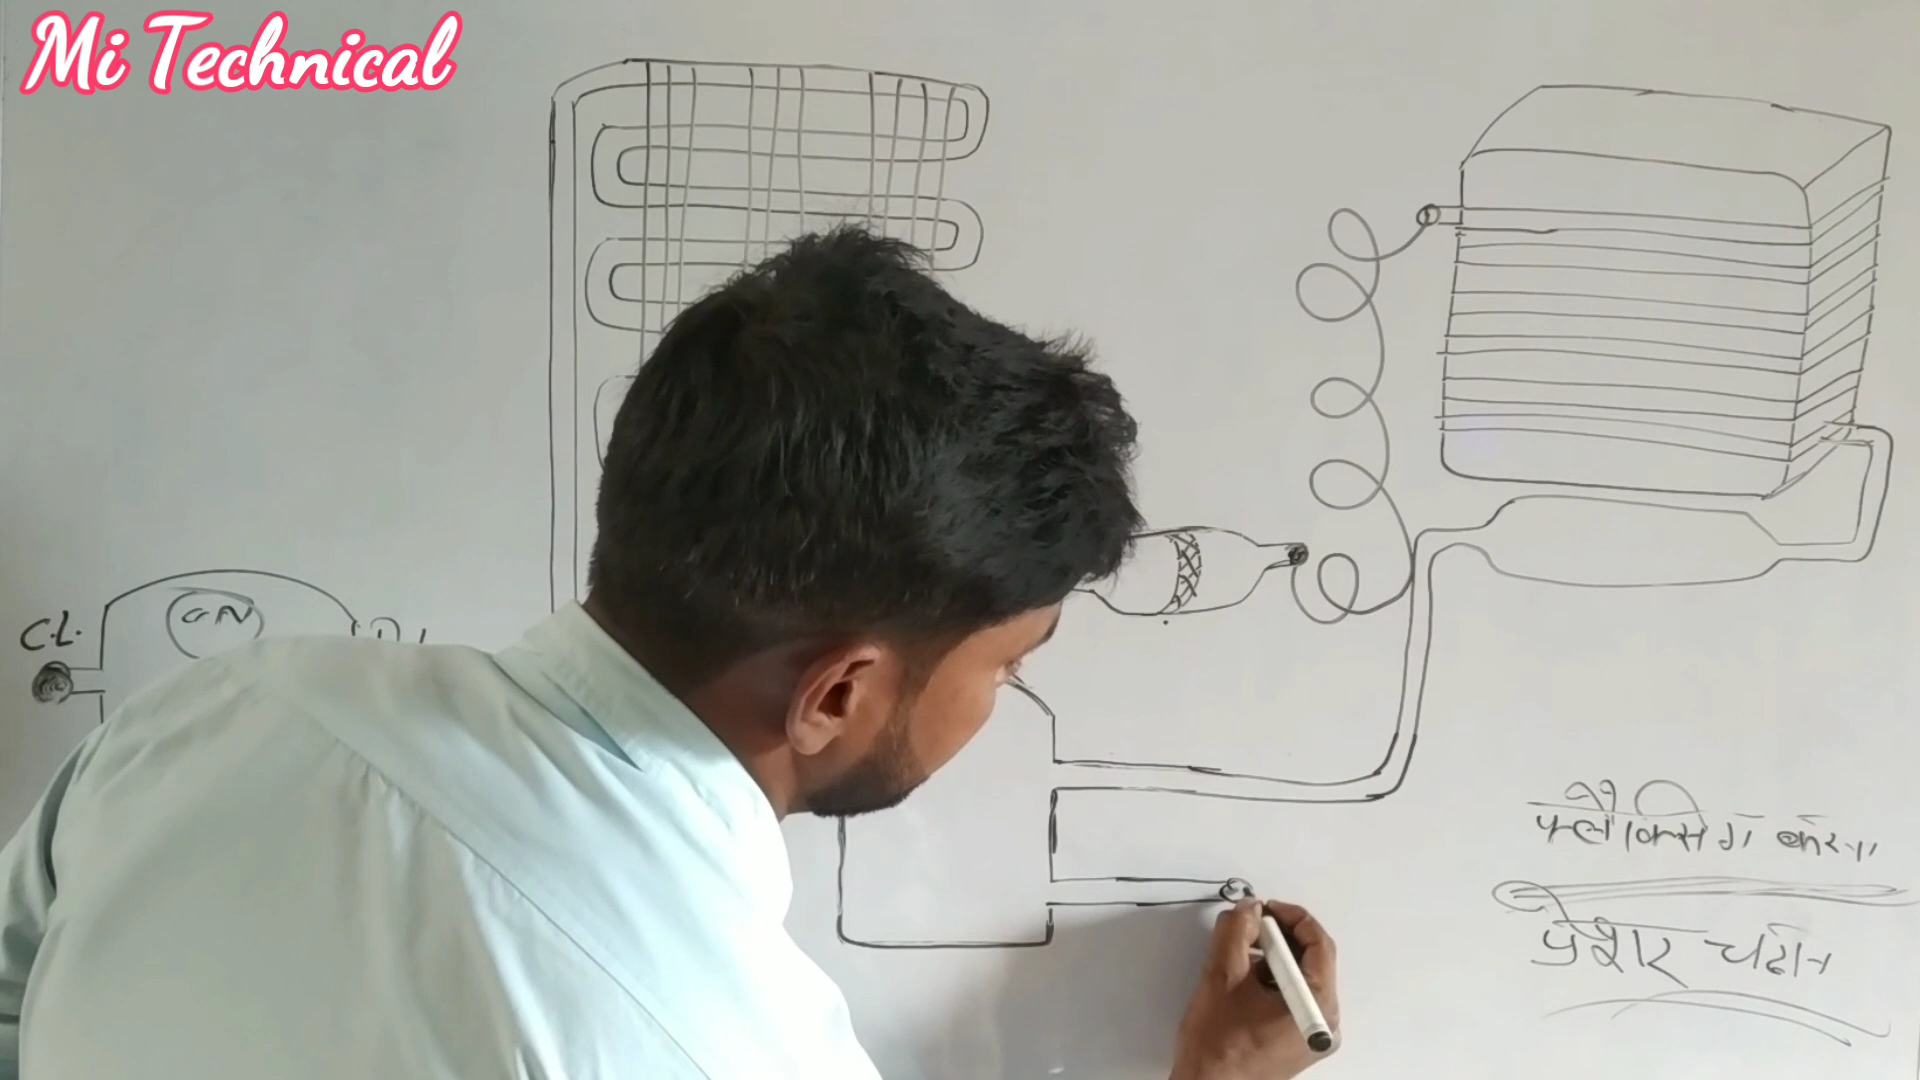 Mi Technical
C.L.
D.L
फ्लैक्सिंग करना
प्रेशर चढ़ाना